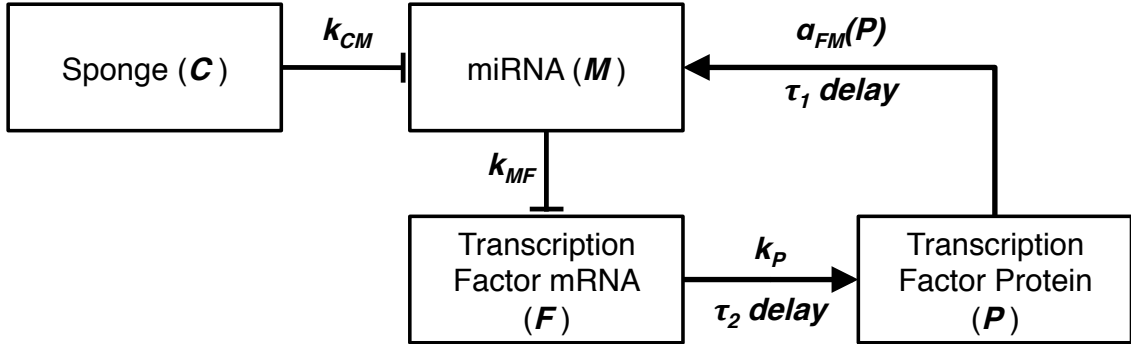 k_CM
a_FM(P)
Sponge (C)
miRNA (M)
τ_1 delay
k_MF
Transcription
Factor mRNA
(F)
k_P
τ_2 delay
Transcription
Factor Protein
(P)